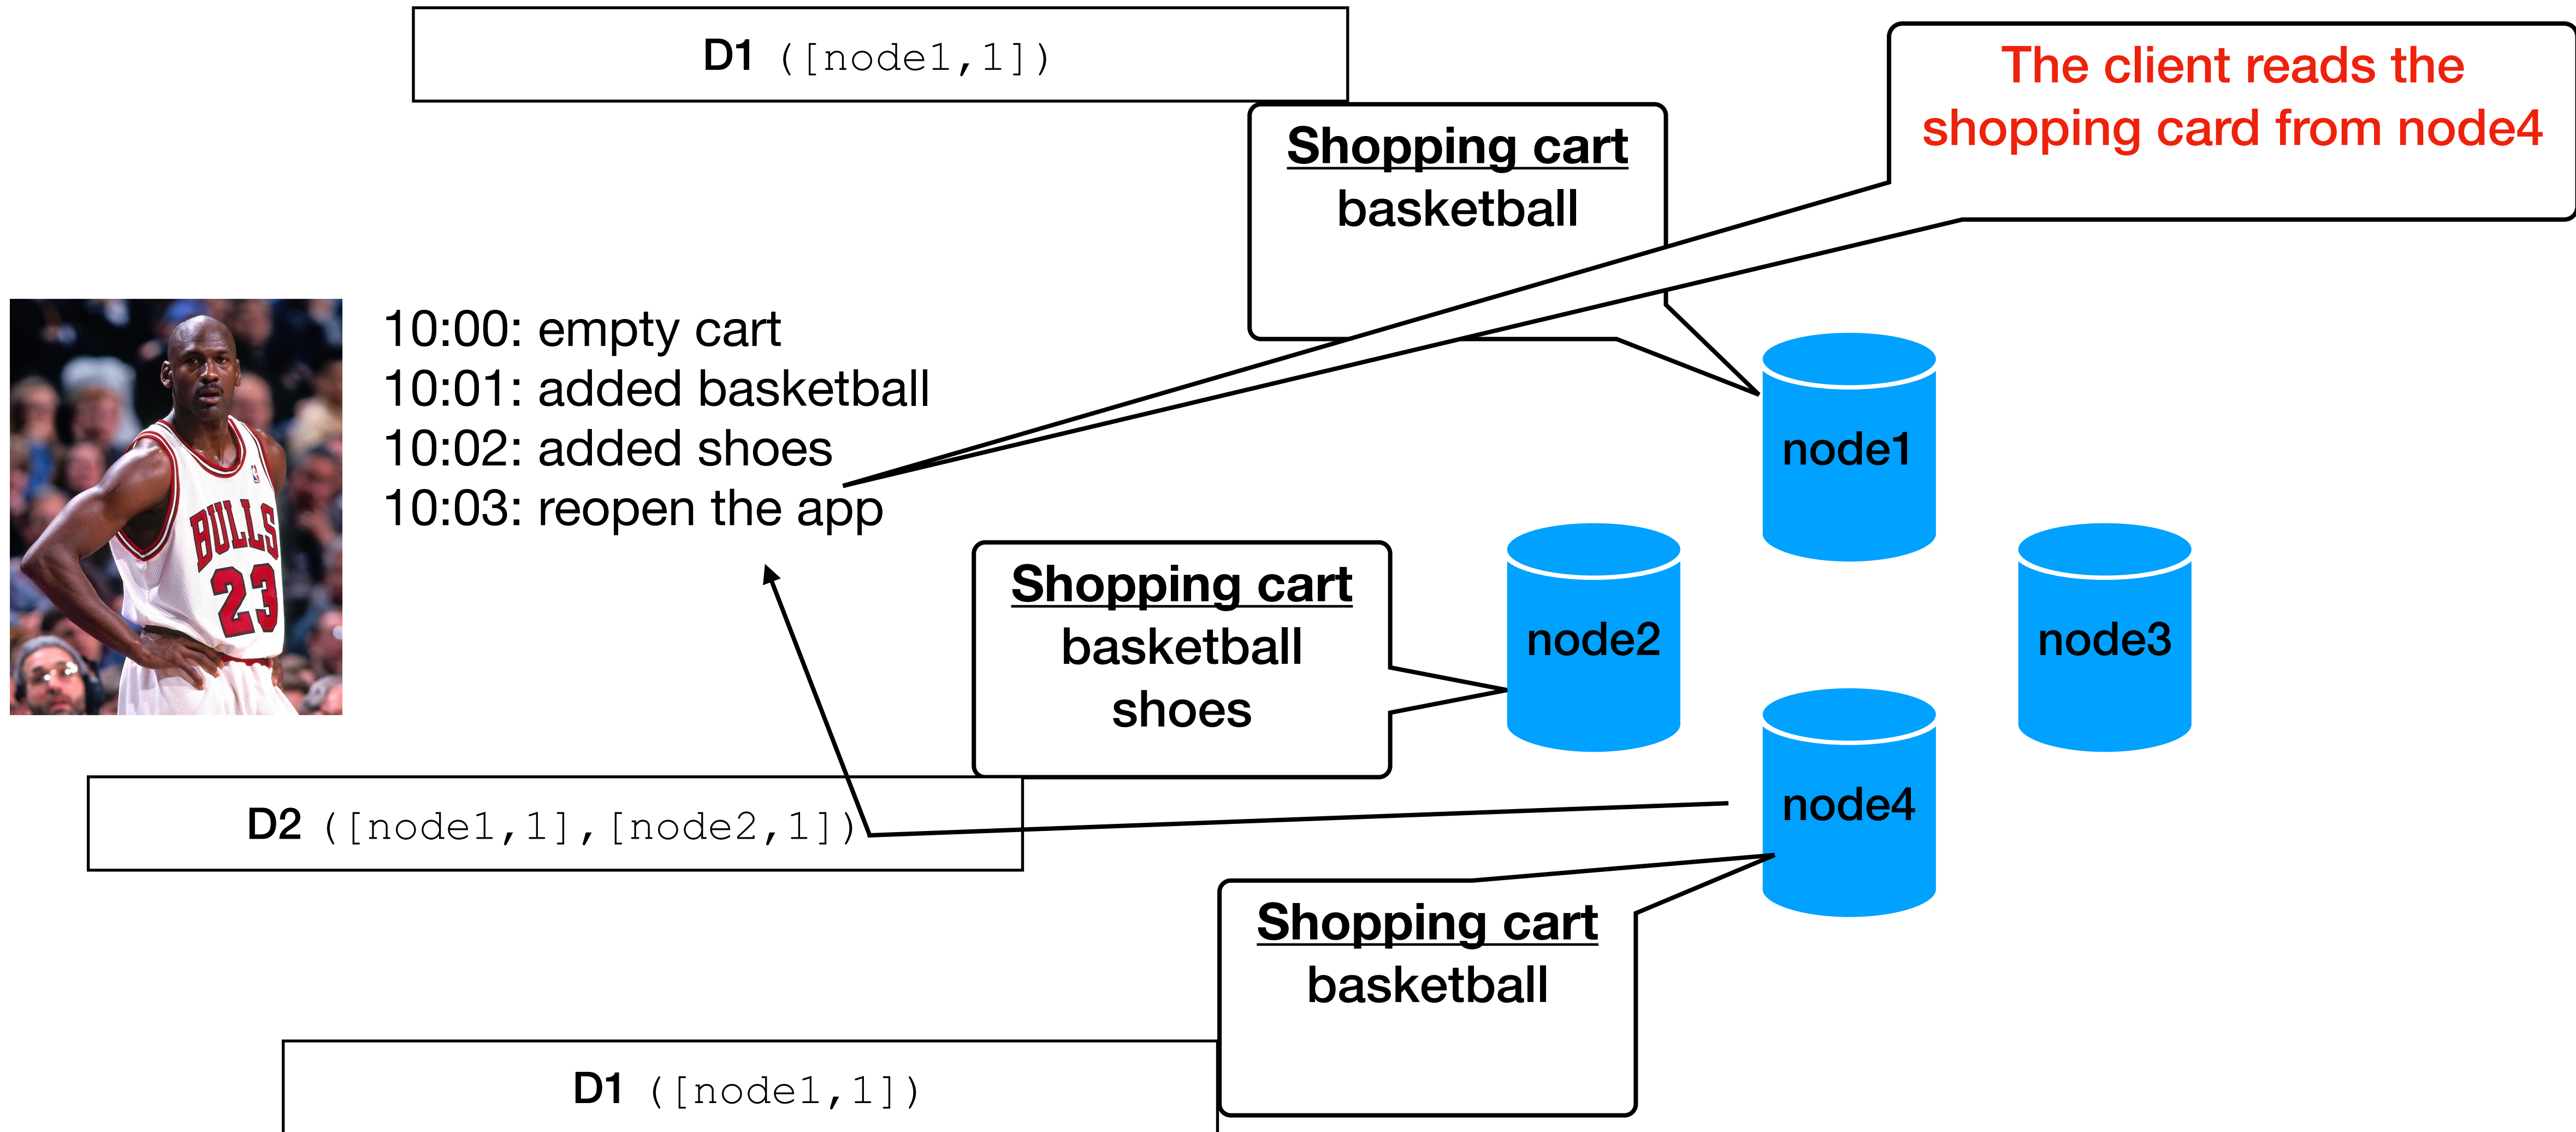 D1 ([node1,1])
The client reads the
shopping card from node4
Shopping cart
basketball
10:00: empty cart
10:01: added basketball
10:02: added shoes
10:03: reopen the app
BULLS
23
node1
Shopping cart
basketball
shoes
node2
node3
D2 ([node1,1],[node2,1])
node4
Shopping cart
basketball
D1 ([node1,1])